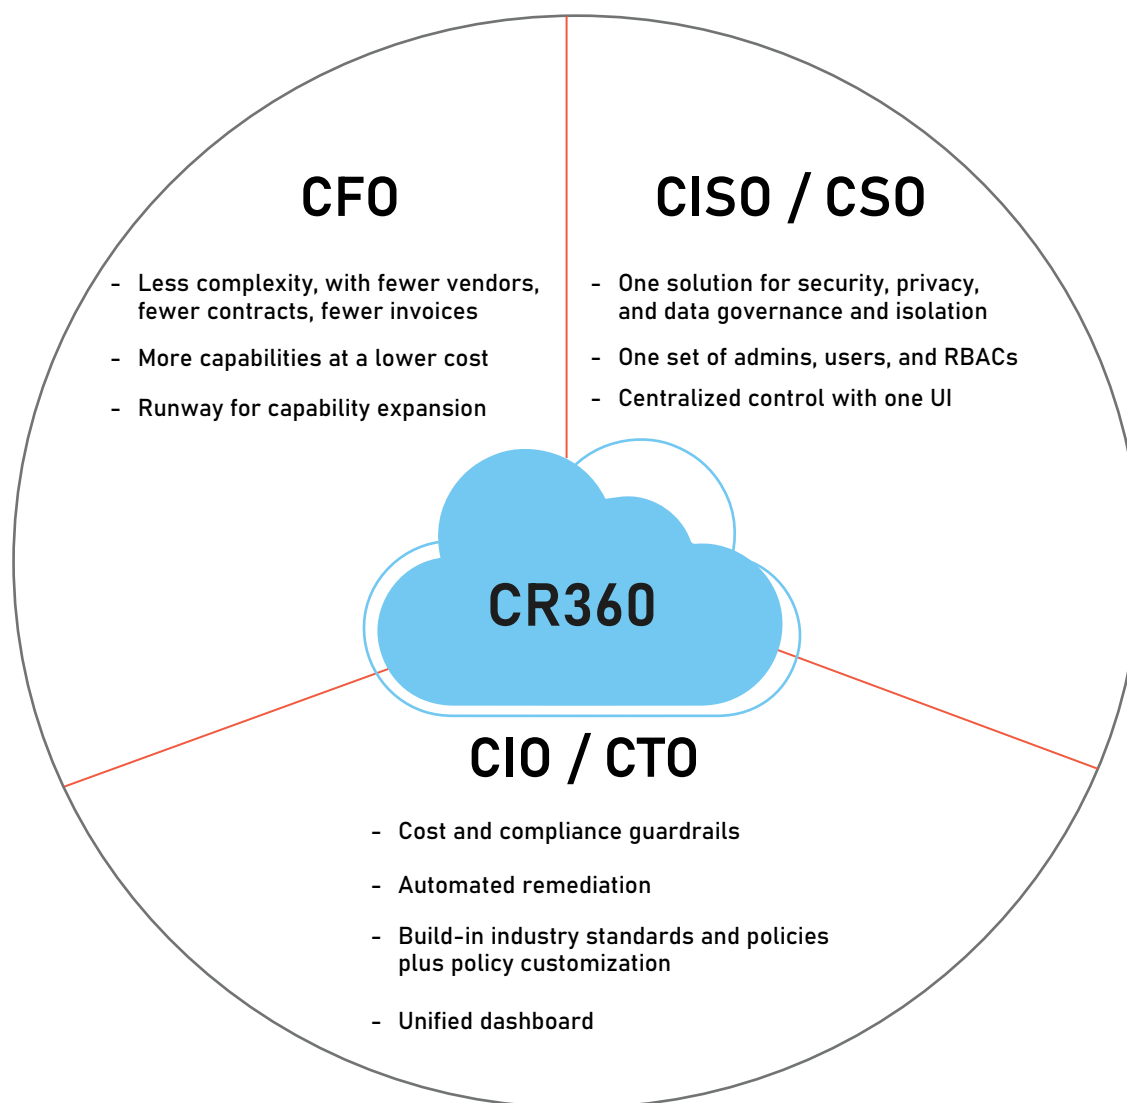 CFO
- Less complexity, with fewer vendors,
fewer contracts, fewer invoices
- More capabilities at a lower cost
- Runway for capability expansion
CISO / CSO
- One solution for security, privacy,
and data governance and isolation
- One set of admins, users, and RBACs
- Centralized control with one UI
CR360
CIO / CTO
- Cost and compliance guardrails
- Automated remediation
- Build-in industry standards and policies
plus policy customization
- Unified dashboard